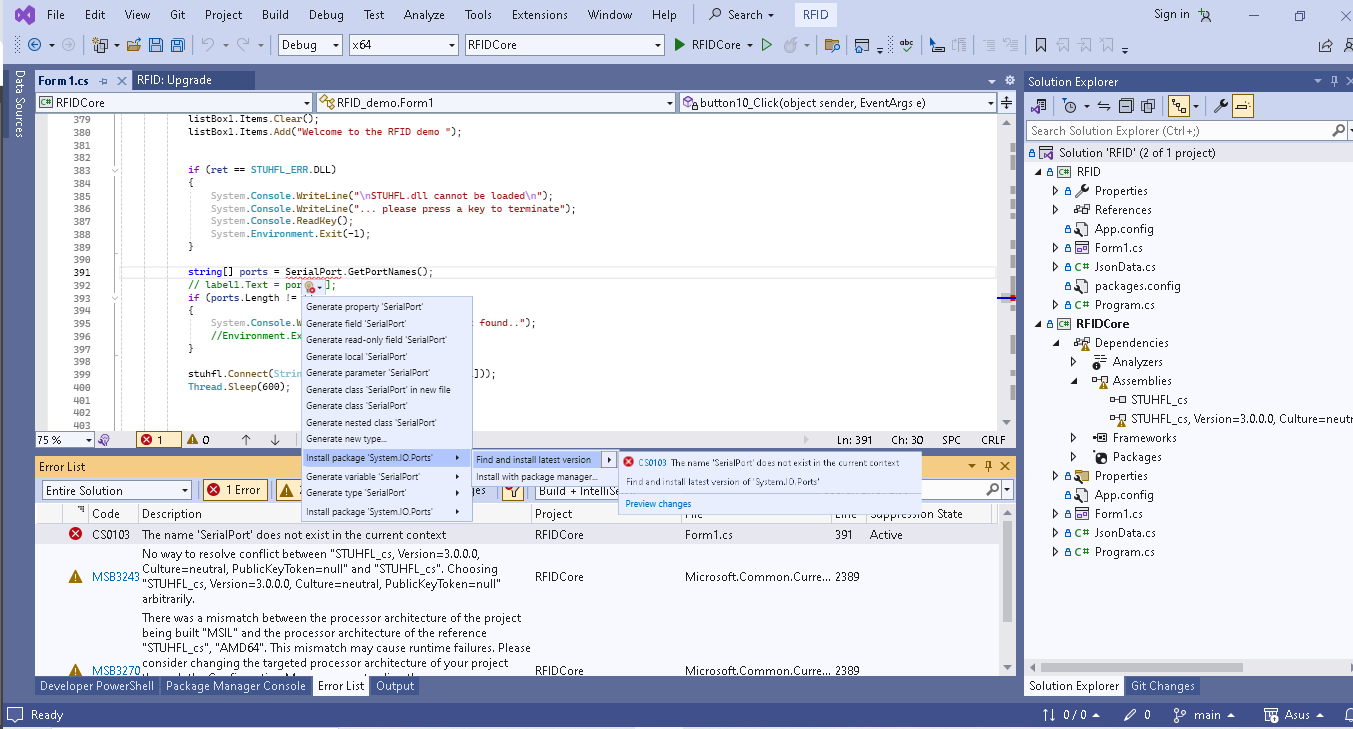 File Edit View Git Project Build Debug Test Analyze Tools Extensions Window Help Search RFID Sign in
Debug x64 RFIDCore RFIDCore
Data Sources
Form1.cs RFID: Upgrade
RFIDCore RFID_demo.Form1 button10_Click(object sender, EventArgs e)
379 listBox1.Items.Clear();
380 listBox1.Items.Add("Welcome to the RFID demo ");
381
382
383 if (ret == STUHFL_ERR.DLL)
384 {
385 System.Console.WriteLine("\nSTUHFL.dll cannot be loaded\n");
386 System.Console.WriteLine("... please press a key to terminate");
387 System.Console.ReadKey();
388 System.Environment.Exit(-1);
389 }
390
391 string[] ports = SerialPort.GetPortNames();
392 // label1.Text = por ];
393 if (ports.Length !=
394 {
395 System.Console.W found..");
396 //Environment.Ex
397 }
398
399 stuhfl.Connect(Strin ]));
400 Thread.Sleep(600);
401
402
403
Generate property 'SerialPort'
Generate field 'SerialPort'
Generate read-only field 'SerialPort'
Generate local 'SerialPort'
Generate parameter 'SerialPort'
Generate class 'SerialPort' in new file
Generate class 'SerialPort'
Generate nested class 'SerialPort'
Generate new type...
Install package 'System.IO.Ports'
Generate variable 'SerialPort'
Generate type 'SerialPort'
Install package 'System.IO.Ports'
Find and install latest version
Install with package manager...
CS0103 The name 'SerialPort' does not exist in the current context
Find and install latest version of 'System.IO.Ports'
Preview changes
75 % 1 0 Ln: 391 Ch: 30 SPC CRLF
Error List
Entire Solution 1 Error 2 ges Build + IntelliSe
Code Description Project File Line Suppression State
CS0103 The name 'SerialPort' does not exist in the current context RFIDCore Form1.cs 391 Active
No way to resolve conflict between "STUHFL_cs, Version=3.0.0.0,
Culture=neutral, PublicKeyToken=null" and "STUHFL_cs". Choosing
MSB3243 "STUHFL_cs, Version=3.0.0.0, Culture=neutral, PublicKeyToken=null" RFIDCore Microsoft.Common.Curre... 2389
arbitrarily.
There was a mismatch between the processor architecture of the project
being built "MSIL" and the processor architecture of the reference
"STUHFL_cs", "AMD64". This mismatch may cause runtime failures. Please
consider changing the targeted processor architecture of your project
MSB3270 RFIDCore Microsoft.Common.Curre... 2389
Developer PowerShell Package Manager Console Error List Output
Solution Explorer
Search Solution Explorer (Ctrl+;)
Solution 'RFID' (2 of 1 project)
RFID
Properties
References
App.config
Form1.cs
JsonData.cs
packages.config
Program.cs
RFIDCore
Dependencies
Analyzers
Assemblies
STUHFL_cs
STUHFL_cs, Version=3.0.0.0, Culture=neutr
Frameworks
Packages
Properties
App.config
Form1.cs
JsonData.cs
Program.cs
Solution Explorer Git Changes
Ready 0 / 0 0 main Asus